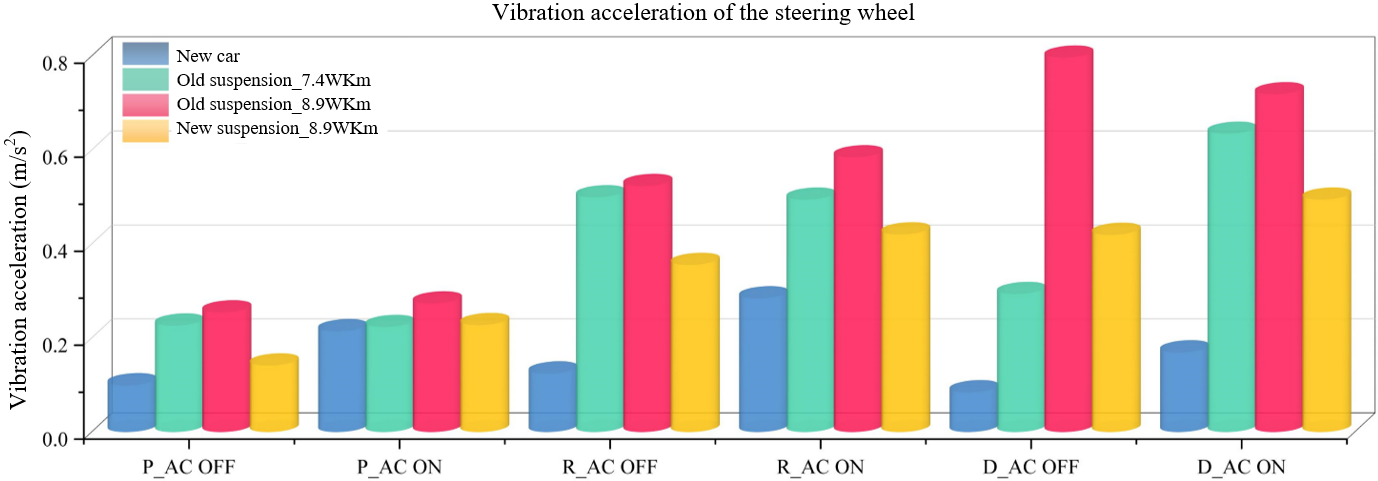 Vibration acceleration of the steering wheel
New car
Old suspension_7.4WKm
Old suspension_8.9WKm
New suspension_8.9WKm
Vibration acceleration (m/s²)
0.8
0.6
0.4
0.2
0.0
P_AC OFF
P_AC ON
R_AC OFF
R_AC ON
D_AC OFF
D_AC ON